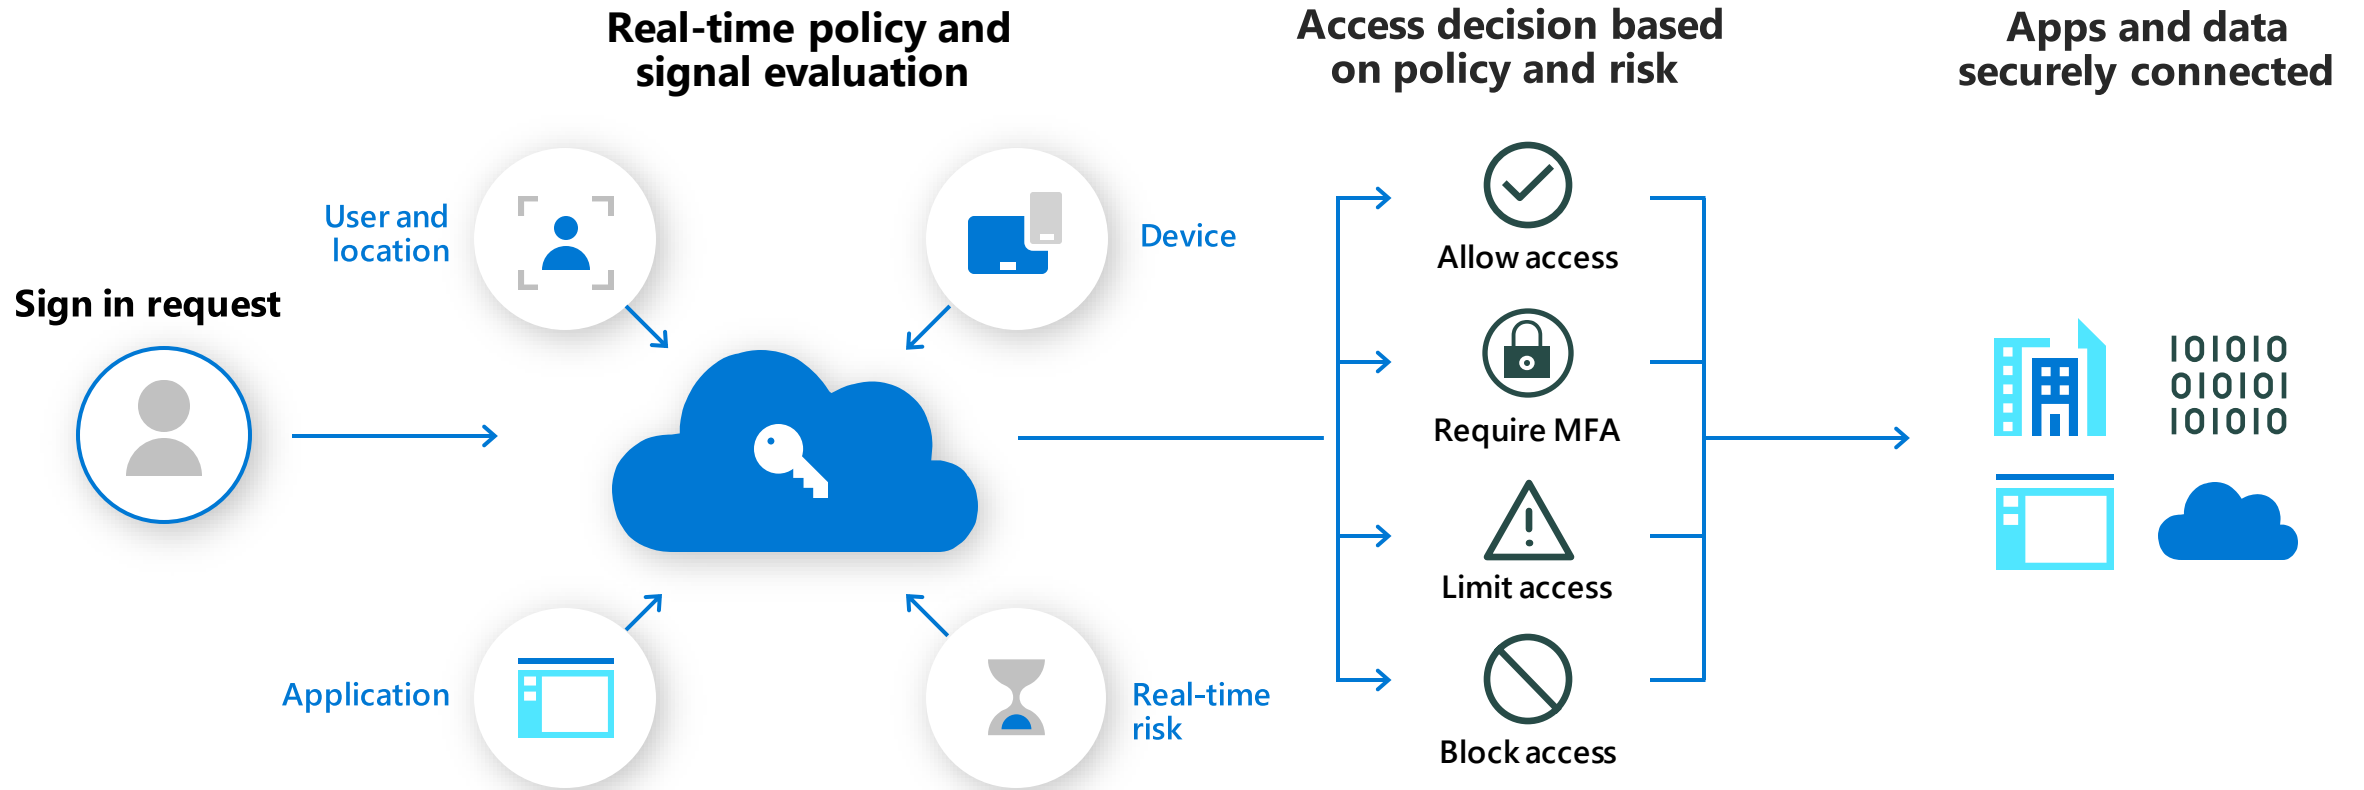 Real-time policy and
signal evaluation
Access decision based
on policy and risk
Apps and data
securely connected
Sign in request
User and
location
Device
Application
Real-time
risk
Allow access
Require MFA
Limit access
Block access
101010
010101
101010